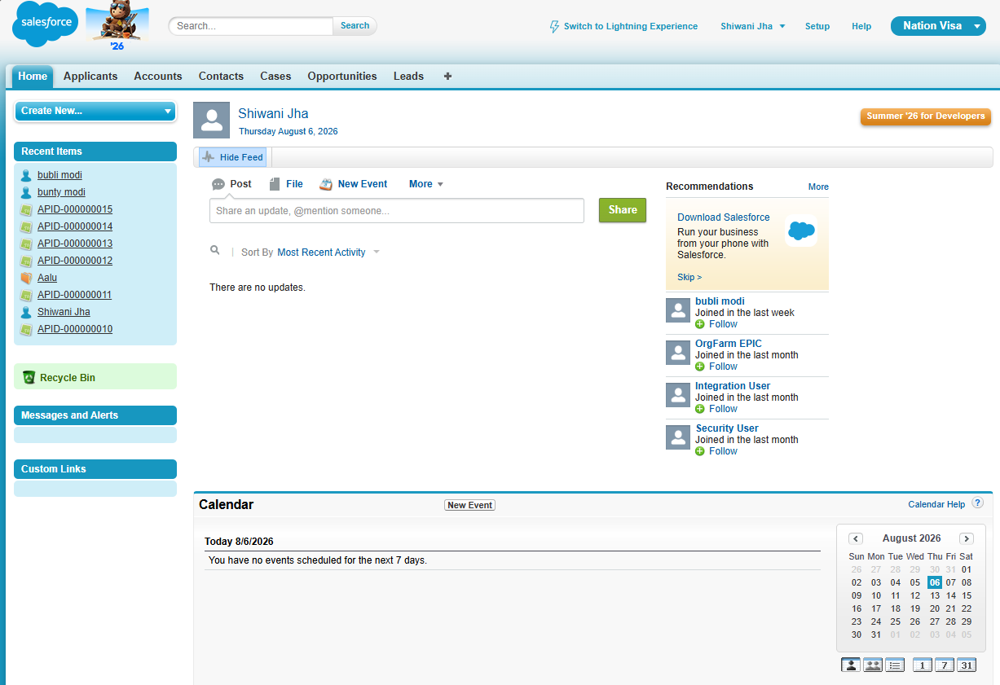 salesforce
'26
Search...
Search
Switch to Lightning Experience
Shiwani Jha
Setup
Help
Nation Visa
Home
Applicants
Accounts
Contacts
Cases
Opportunities
Leads
Create New...
Recent Items
bubli modi
bunty modi
APID-000000015
APID-000000014
APID-000000013
APID-000000012
Aalu
APID-000000011
Shiwani Jha
APID-000000010
Recycle Bin
Messages and Alerts
Custom Links
Shiwani Jha
Thursday August 6, 2026
Summer '26 for Developers
Hide Feed
Post
File
New Event
More
Share an update, @mention someone...
Share
Sort By Most Recent Activity
There are no updates.
Recommendations
More
Download Salesforce
Run your business
from your phone with
Salesforce.
Skip >
bubli modi
Joined in the last week
Follow
OrgFarm EPIC
Joined in the last month
Follow
Integration User
Joined in the last month
Follow
Security User
Joined in the last month
Follow
Calendar
New Event
Calendar Help ?
Today 8/6/2026
You have no events scheduled for the next 7 days.
August 2026
Sun Mon Tue Wed Thu Fri Sat
26 27 28 29 30 31 01
02 03 04 05 06 07 08
09 10 11 12 13 14 15
16 17 18 19 20 21 22
23 24 25 26 27 28 29
30 31 01 02 03 04 05
1 7 31